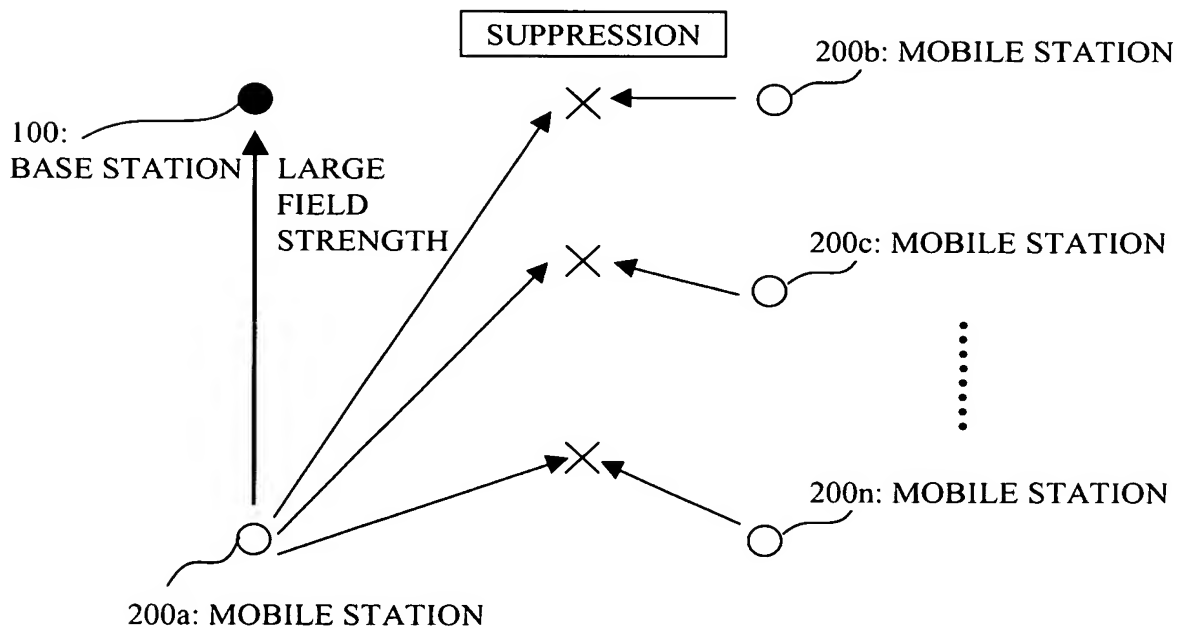 SUPPRESSION
200b: MOBILE STATION
100:
BASE STATION
LARGE
FIELD
STRENGTH
200c: MOBILE STATION
200n: MOBILE STATION
200a: MOBILE STATION